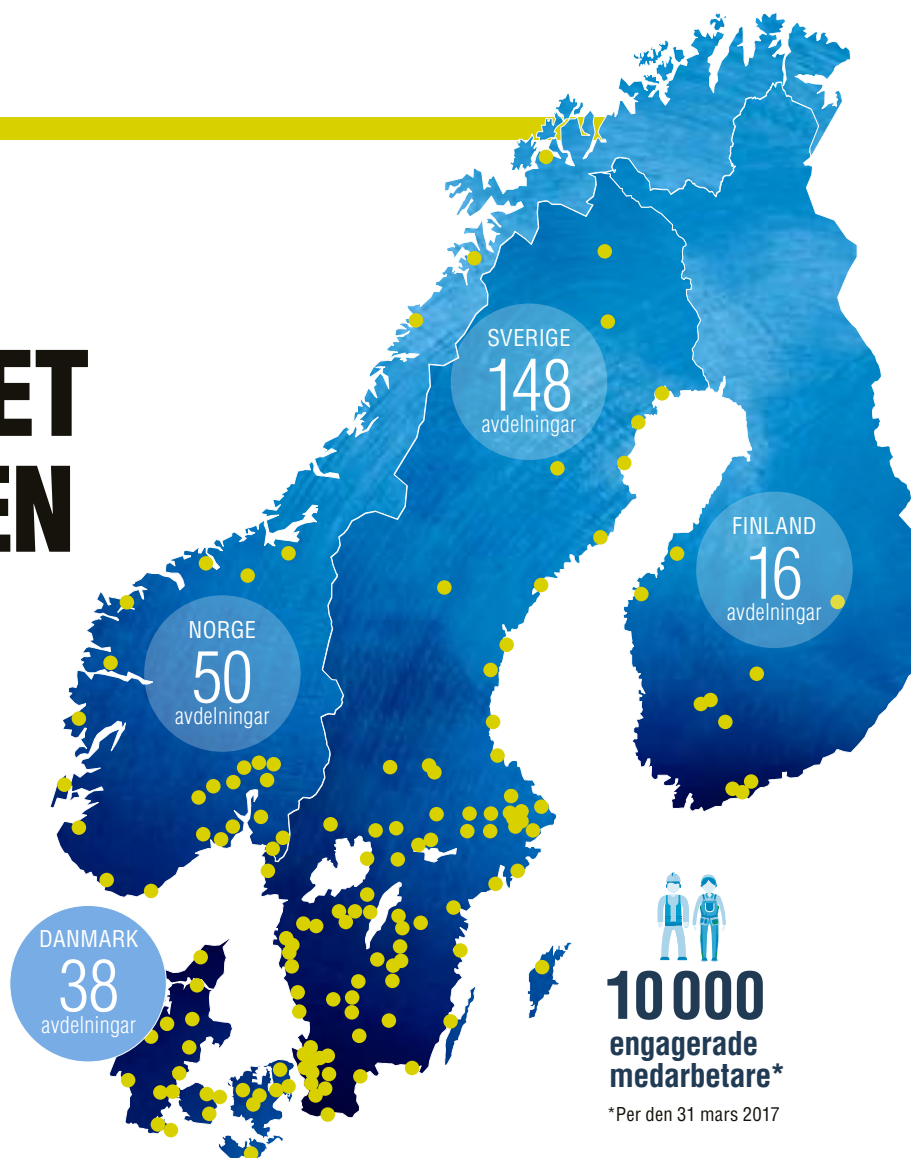 ET
EN
SVERIGE
148
avdelningar
FINLAND
16
avdelningar
NORGE
50
avdelningar
DANMARK
38
avdelningar
10 000
engagerade
medarbetare*
*Per den 31 mars 2017